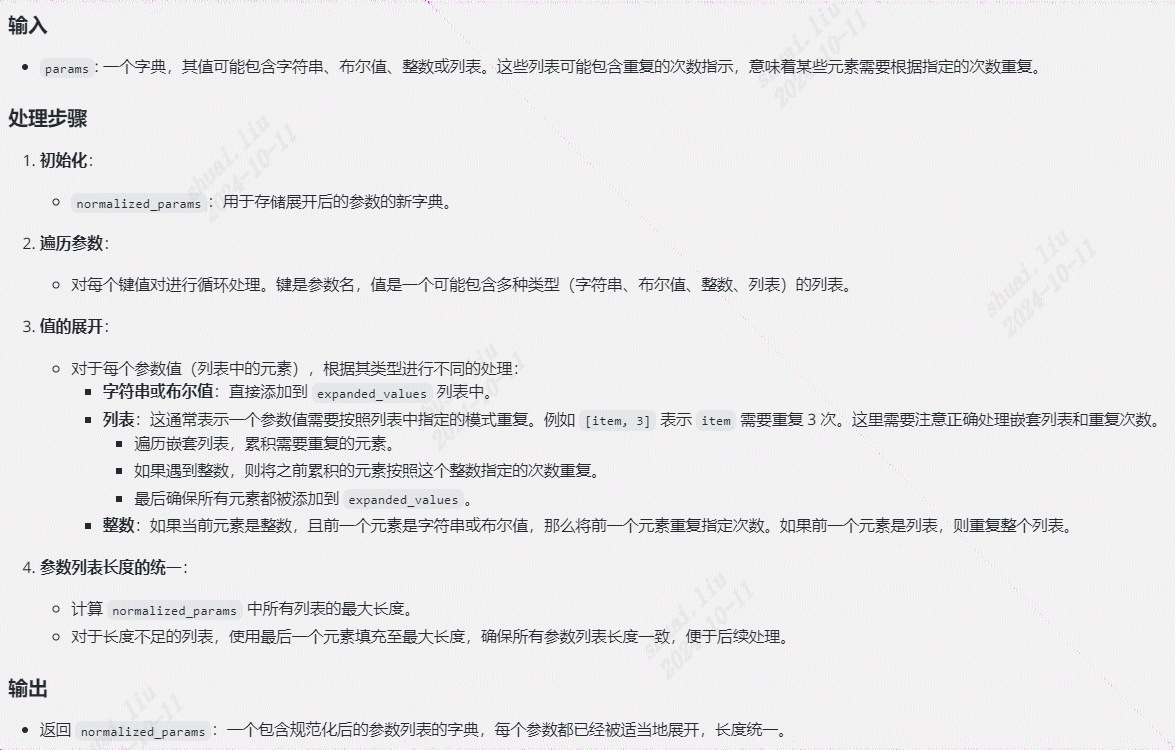 输入
params：一个字典，其值可能包含字符串、布尔值、整数或列表。这些列表可能包含重复的次数指示，意味着某些元素需要根据指定的次数重复。
处理步骤
1. 初始化：
normalized_params：用于存储展开后的参数的新字典。
2. 遍历参数：
对每个键值对进行循环处理。键是参数名，值是一个可能包含多种类型（字符串、布尔值、整数、列表）的列表。
3. 值的展开：
对于每个参数值（列表中的元素），根据其类型进行不同的处理：
字符串或布尔值：直接添加到 expanded_values 列表中。
列表：这通常表示一个参数值需要按照列表中指定的模式重复。例如 [item, 3] 表示 item 需要重复 3 次。这里需要注意正确处理嵌套列表和重复次数。
遍历嵌套列表，累积需要重复的元素。
如果遇到整数，则将之前累积的元素按照这个整数指定的次数重复。
最后确保所有元素都被添加到 expanded_values 。
整数：如果当前元素是整数，且前一个元素是字符串或布尔值，那么将前一个元素重复指定次数。如果前一个元素是列表，则重复整个列表。
4. 参数列表长度的统一：
计算 normalized_params 中所有列表的最大长度。
对于长度不足的列表，使用最后一个元素填充至最大长度，确保所有参数列表长度一致，便于后续处理。
输出
返回 normalized_params：一个包含规范化后的参数列表的字典，每个参数都已经被适当地展开，长度统一。
shuai.liu
2024-10-11
shuai.liu
2024-10-11
shuai.liu
2024-10-11
shuai.liu
2024-10-11